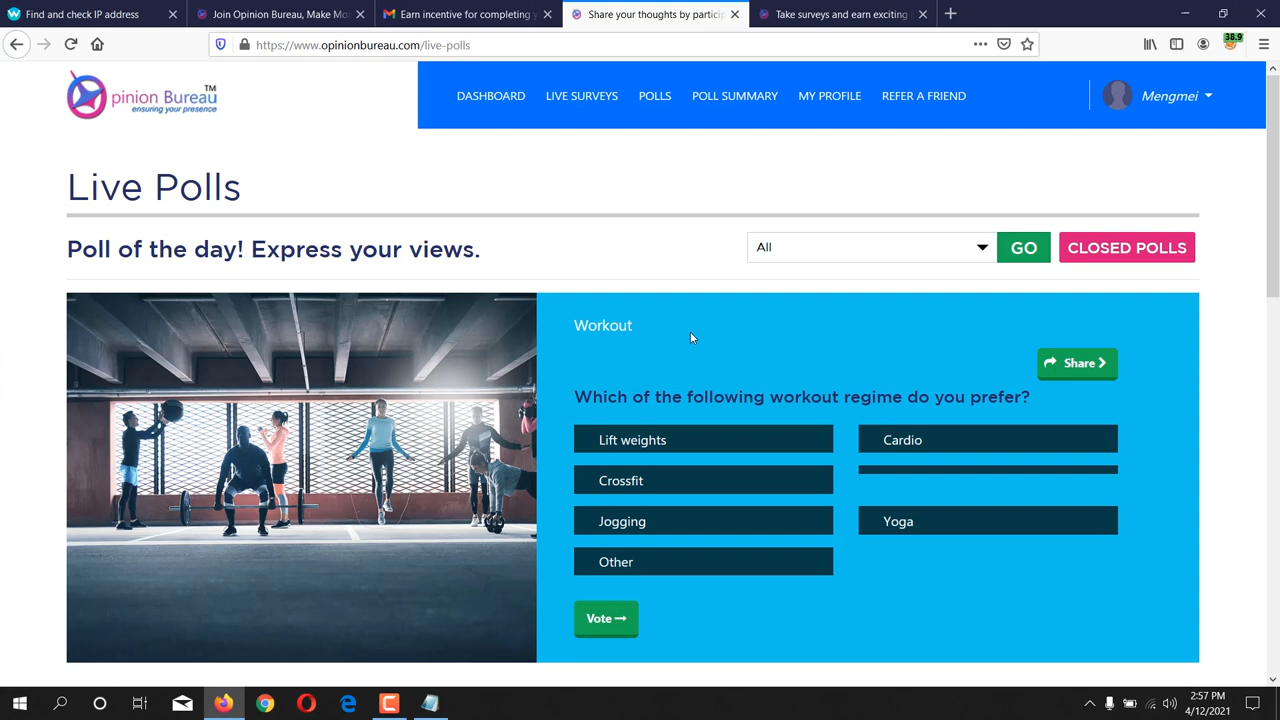 Find and check IP address
Join Opinion Bureau, Make Mo
Earn incentive for completing y
Share your thoughts by particip
Take surveys and earn exciting
https://www.opinionbureau.com/live-polls
38.9
pinion Bureau TM
ensuring your presence
DASHBOARD LIVE SURVEYS POLLS POLL SUMMARY MY PROFILE REFER A FRIEND
Mengmei
Live Polls
Poll of the day! Express your views.
All
GO
CLOSED POLLS
Workout
Share
Which of the following workout regime do you prefer?
Lift weights
Cardio
Crossfit
Jogging
Yoga
Other
Vote
2:57 PM
4/12/2021